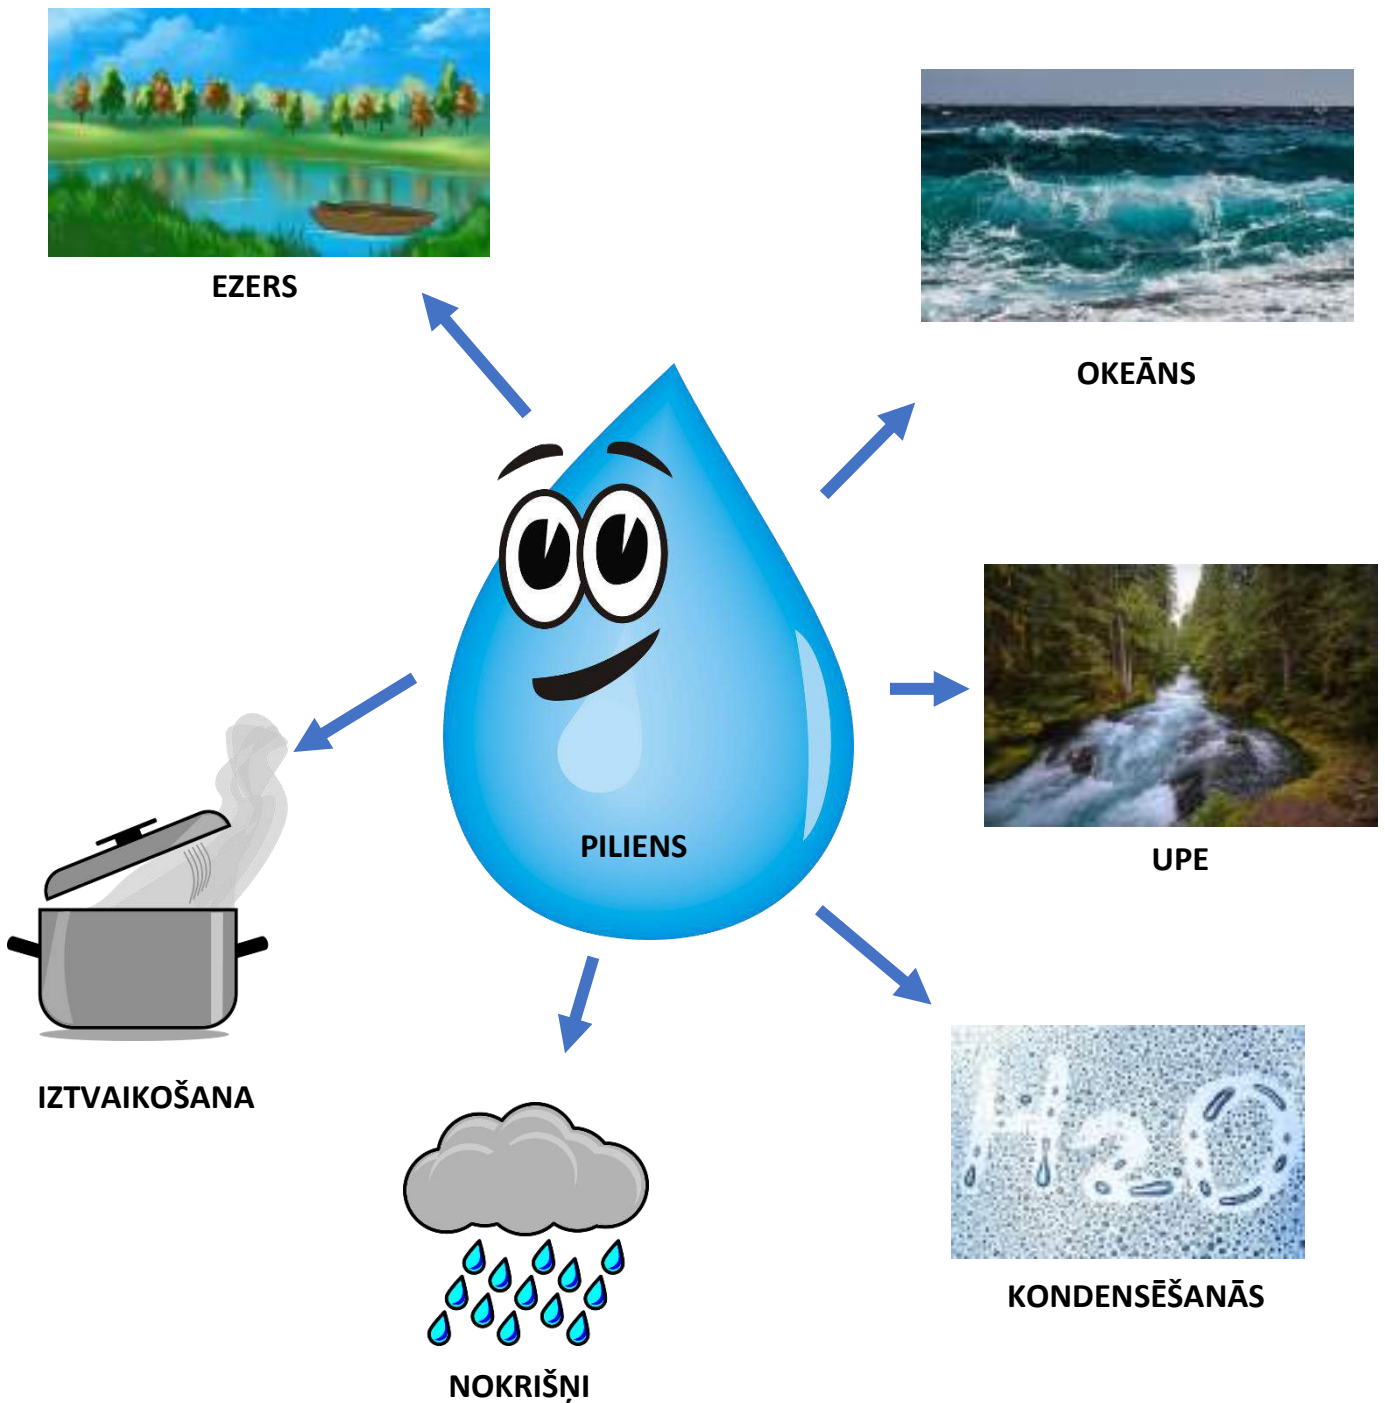 EZERS
OKEĀNS
PILIENS
UPE
IZTVAIKOŠANA
H2O
KONDENSĒŠANĀS
NOKRIŠŅI